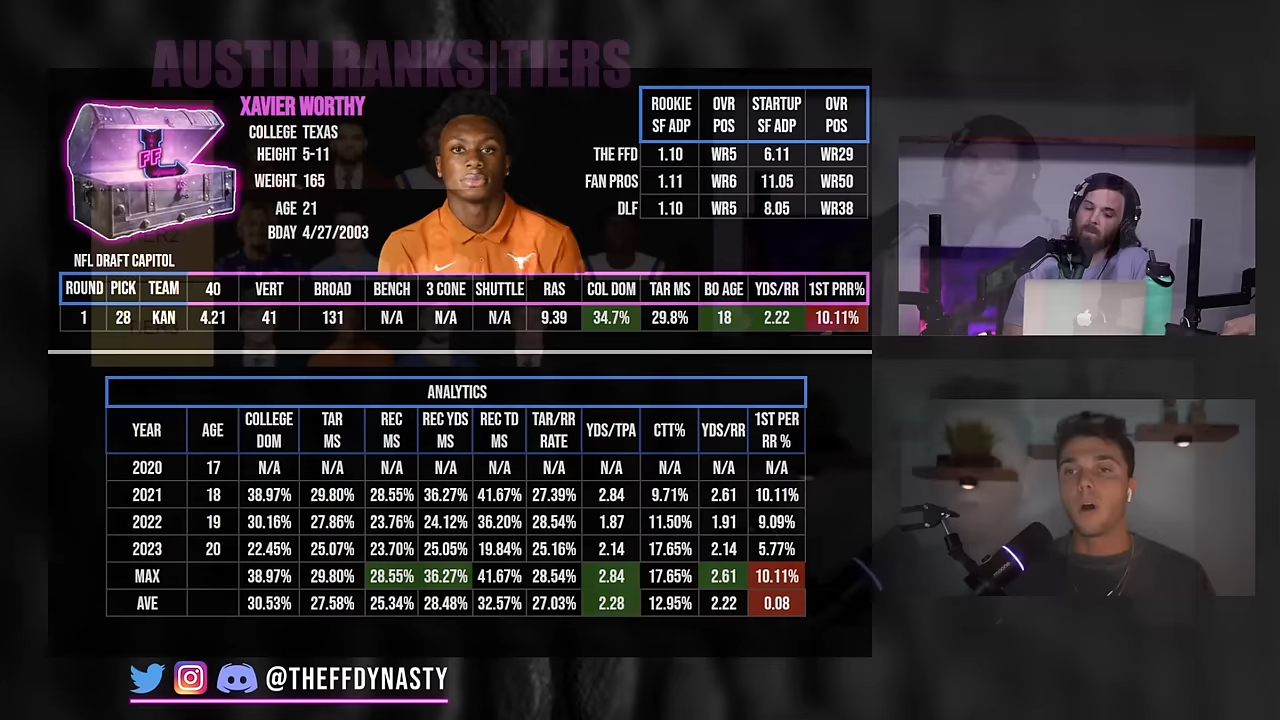 AUSTIN RANKS|TIERS
XAVIER WORTHY
COLLEGE TEXAS
HEIGHT 5-11
WEIGHT 165
AGE 21
BDAY 4/27/2003
FF
ROOKIE SF ADP OVR POS STARTUP SF ADP OVR POS
THE FFD 1.10 WR5 6.11 WR29
FAN PROS 1.11 WR6 11.05 WR50
DLF 1.10 WR5 8.05 WR38
NFL DRAFT CAPITOL
ROUND PICK TEAM 40 VERT BROAD BENCH 3 CONE SHUTTLE RAS COL DOM TAR MS BO AGE YDS/RR 1ST PRR%
1 28 KAN 4.21 41 131 N/A N/A N/A 9.39 34.7% 29.8% 18 2.22 10.11%
ANALYTICS
YEAR AGE COLLEGE DOM TAR MS REC MS REC YDS MS REC TD MS TAR/RR RATE YDS/TPA CTT% YDS/RR 1ST PER RR %
2020 17 N/A N/A N/A N/A N/A N/A N/A N/A N/A N/A
2021 18 38.97% 29.80% 28.55% 36.27% 41.67% 27.39% 2.84 9.71% 2.61 10.11%
2022 19 30.16% 27.86% 23.76% 24.12% 36.20% 28.54% 1.87 11.50% 1.91 9.09%
2023 20 22.45% 25.07% 23.70% 25.05% 19.84% 25.16% 2.14 17.65% 2.14 5.77%
MAX 38.97% 29.80% 28.55% 36.27% 41.67% 28.54% 2.84 17.65% 2.61 10.11%
AVE 30.53% 27.58% 25.34% 28.48% 32.57% 27.03% 2.28 12.95% 2.22 0.08
@THEFFDYNASTY